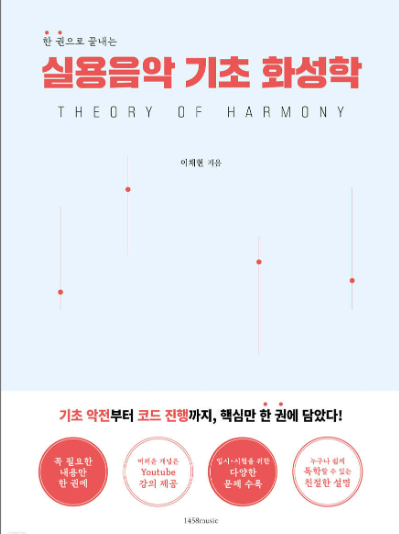 한 권으로 끝내는
실용음악 기초 화성학
THEORY OF HARMONY
이채현 지음
기초 악전부터 코드 진행까지, 핵심만 한 권에 담았다!
꼭 필요한
내용만
한 권에
어려운 개념은
Youtube
강의 제공
입시·시험을 위한
다양한
문제 수록
누구나 쉽게
독학할 수 있는
친절한 설명
1458music